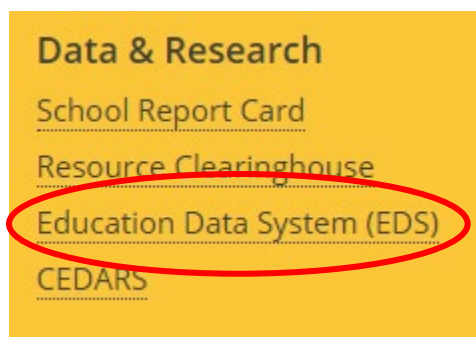 Data & Research
School Report Card
Resource Clearinghouse
Education Data System (EDS)
CEDARS